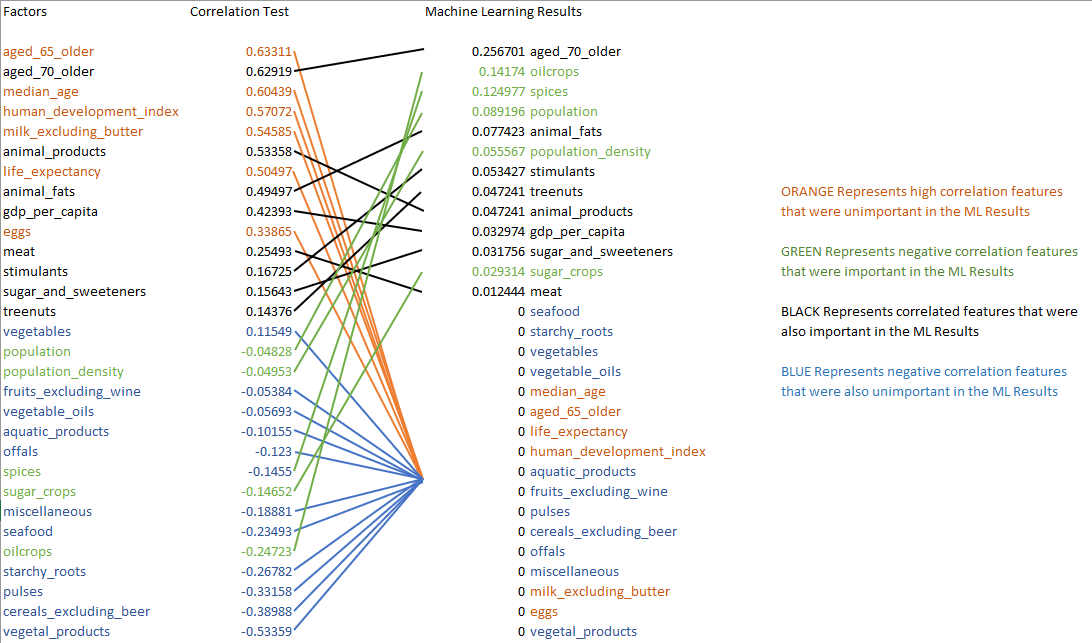 Factors Correlation Test Machine Learning Results
aged_65_older 0.63311 0.256701 aged_70_older
aged_70_older 0.62919 0.14174 oilcrops
median_age 0.60439 0.124977 spices
human_development_index 0.57072 0.089196 population
milk_excluding_butter 0.54585 0.077423 animal_fats
animal_products 0.53358 0.055567 population_density
life_expectancy 0.50497 0.053427 stimulants
animal_fats 0.49497 0.047241 treenuts ORANGE Represents high correlation features
gdp_per_capita 0.42393 0.047241 animal_products that were unimportant in the ML Results
eggs 0.33865 0.032974 gdp_per_capita
meat 0.25493 0.031756 sugar_and_sweeteners GREEN Represents negative correlation features
stimulants 0.16725 0.029314 sugar_crops that were important in the ML Results
sugar_and_sweeteners 0.15643 0.012444 meat
treenuts 0.14376 0 seafood BLACK Represents correlated features that were
vegetables 0.11549 0 starchy_roots also important in the ML Results
population -0.04828 0 vegetables
population_density -0.04953 0 vegetable_oils BLUE Represents negative correlation features
fruits_excluding_wine -0.05384 0 median_age that were also unimportant in the ML Results
vegetable_oils -0.05693 0 aged_65_older
aquatic_products -0.10155 0 life_expectancy
offals -0.123 0 human_development_index
spices -0.1455 0 aquatic_products
sugar_crops -0.14652 0 fruits_excluding_wine
miscellaneous -0.18881 0 pulses
seafood -0.23493 0 cereals_excluding_beer
oilcrops -0.24723 0 offals
starchy_roots -0.26782 0 miscellaneous
pulses -0.33158 0 milk_excluding_butter
cereals_excluding_beer -0.38988 0 eggs
vegetal_products -0.53359 0 vegetal_products